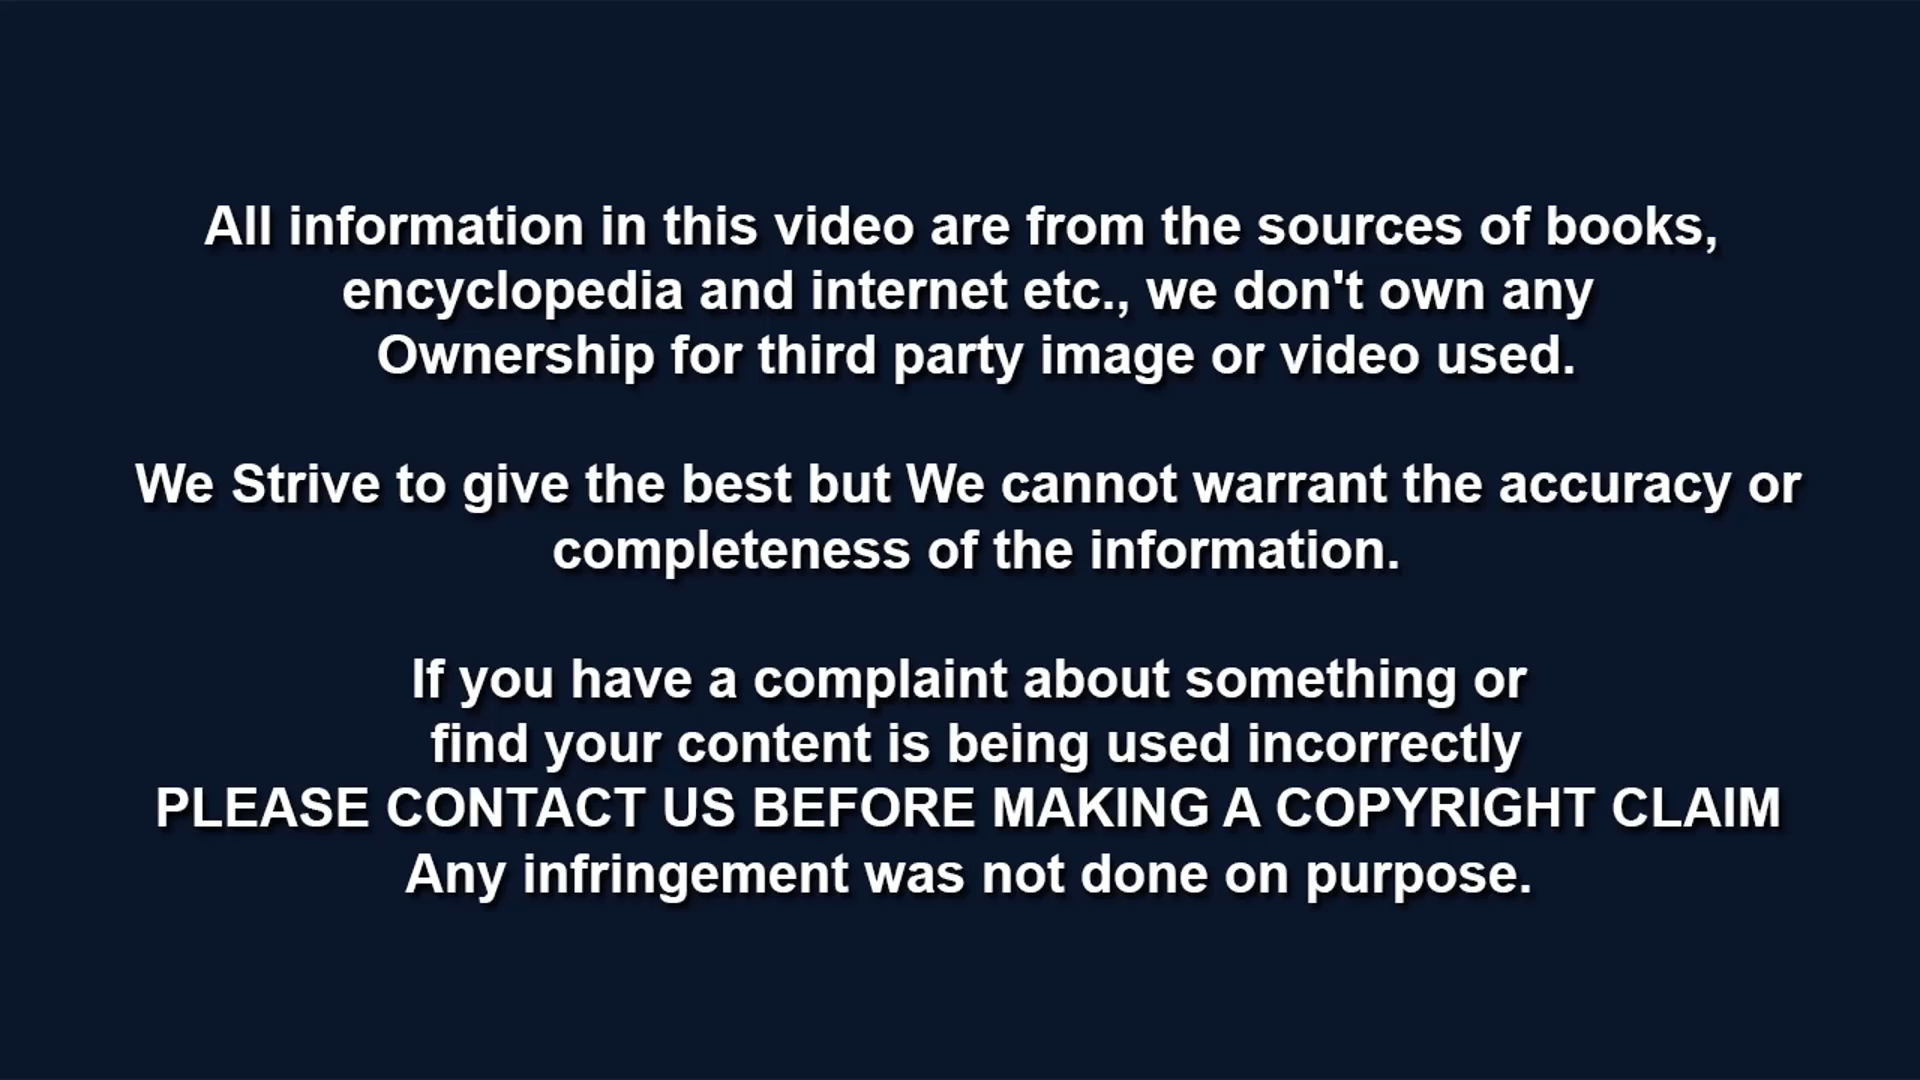 All information in this video are from the sources of books,
encyclopedia and internet etc., we don't own any
Ownership for third party image or video used.
We Strive to give the best but We cannot warrant the accuracy or
completeness of the information.
If you have a complaint about something or
find your content is being used incorrectly
PLEASE CONTACT US BEFORE MAKING A COPYRIGHT CLAIM
Any infringement was not done on purpose.